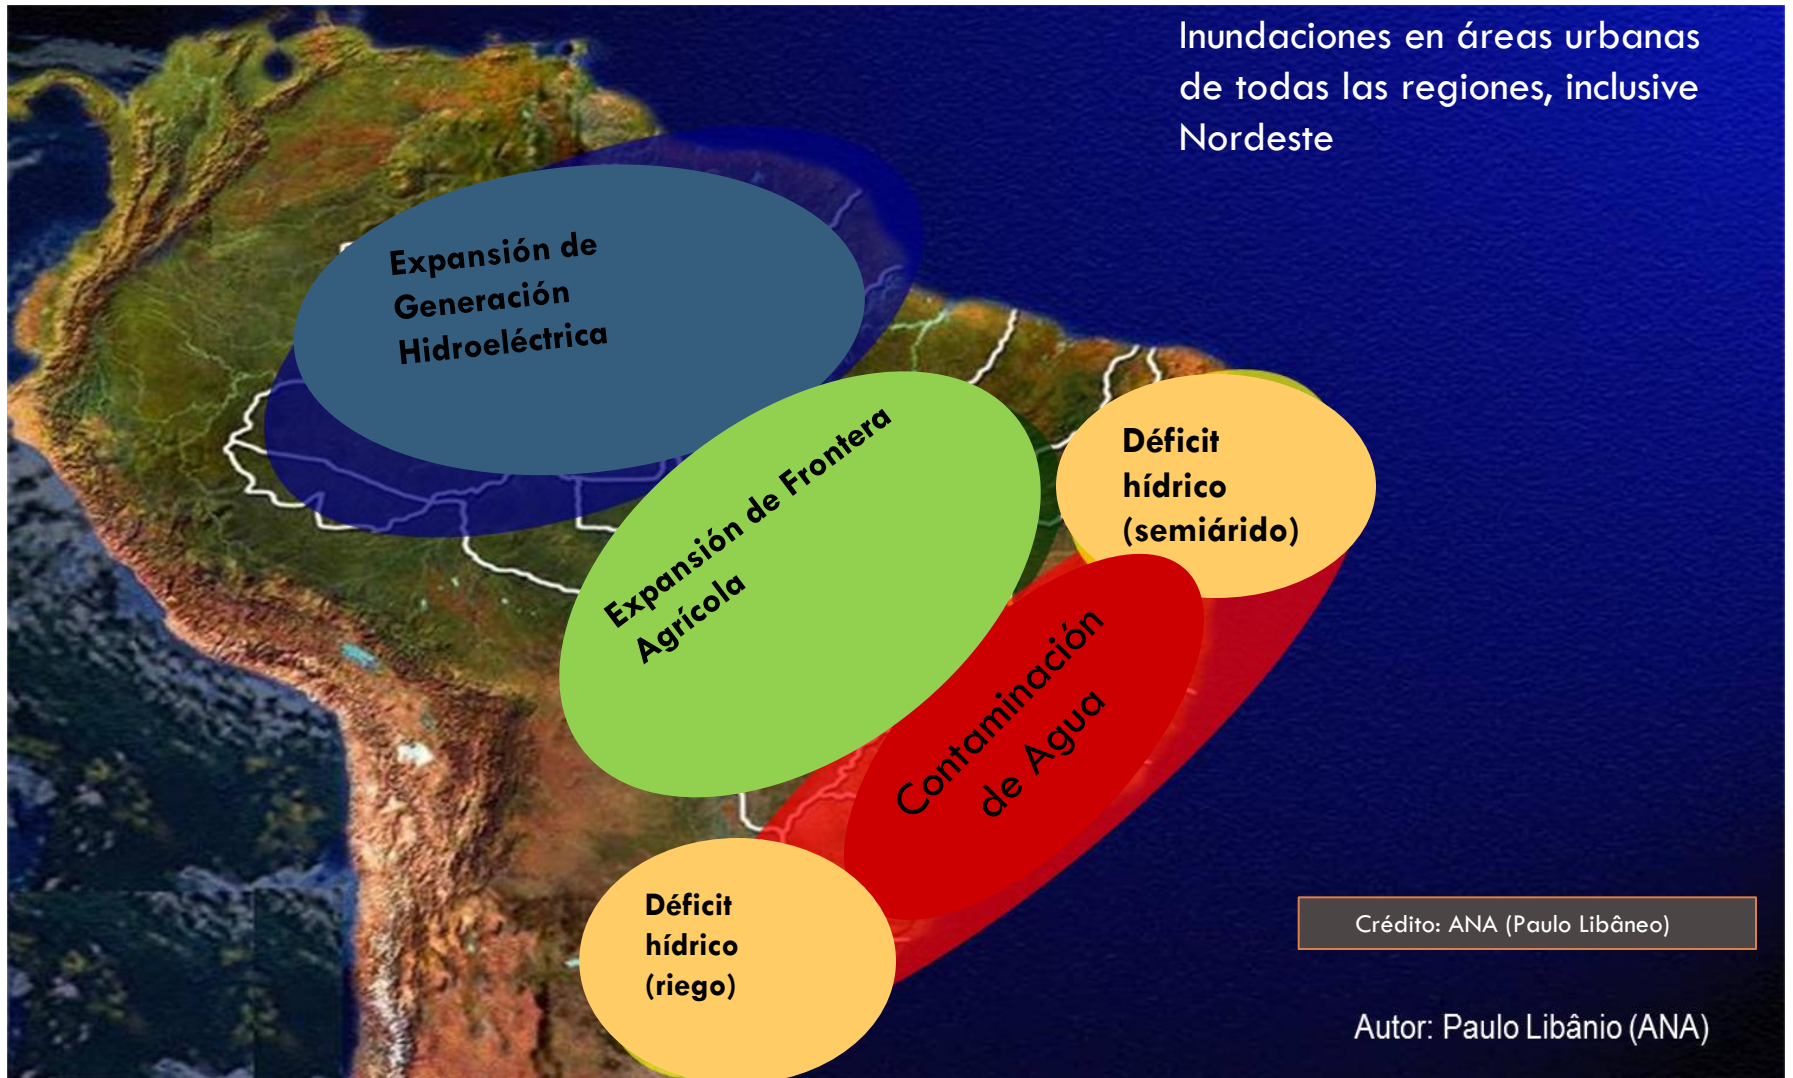 Inundaciones en áreas urbanas
de todas las regiones, inclusive
Nordeste
Expansión de
Generación
Hidroeléctrica
Expansión de Frontera
Agrícola
Déficit
hídrico
(semiárido)
Contaminación
de Agua
Déficit
hídrico
(riego)
Crédito: ANA (Paulo Libâneo)
Autor: Paulo Libânio (ANA)